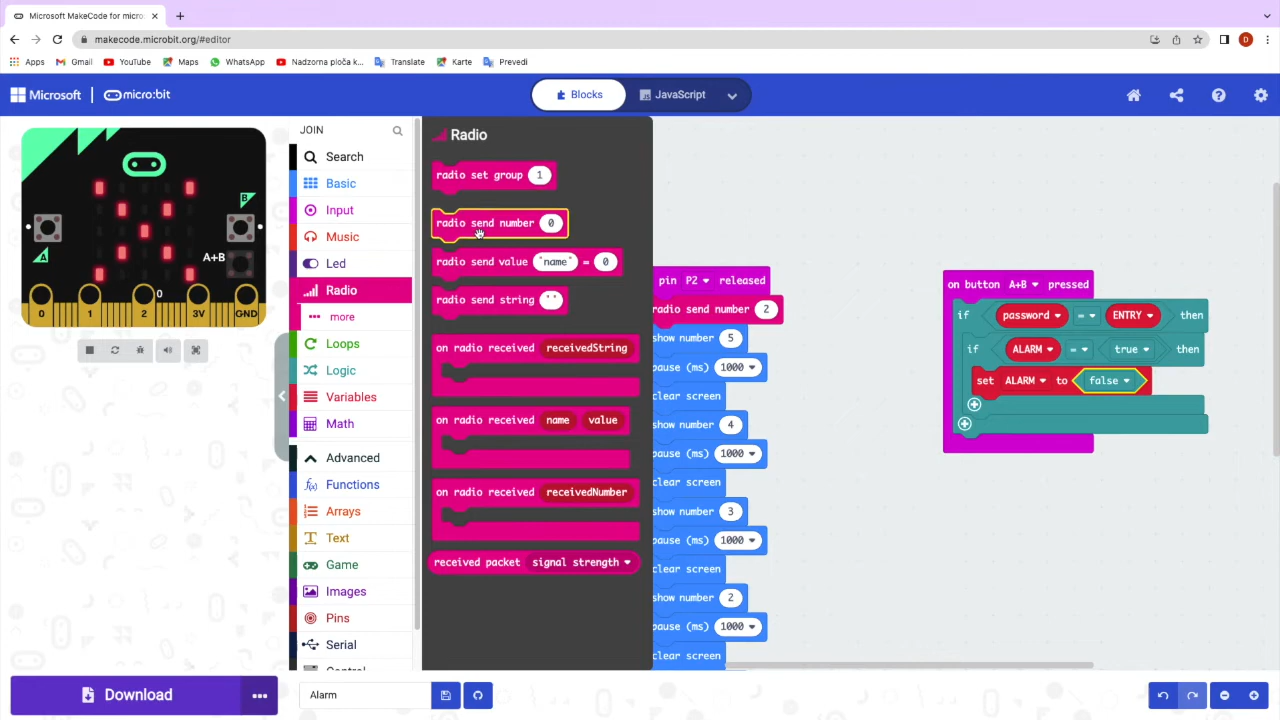 Microsoft MakeCode for micro:
makecode.microbit.org/#editor
D
Apps
Gmail
YouTube
Maps
WhatsApp
Nadzorna ploča k...
Translate
Karte
Prevedi
Microsoft
micro:bit
Blocks
JavaScript
B
A
A+B
0
0
1
2
3V
GND
JOIN
Search
Basic
Input
Music
Led
Radio
more
Loops
Logic
Variables
Math
Advanced
Functions
Arrays
Text
Game
Images
Pins
Serial
Control
Radio
radio set group 1
radio send number 0
radio send value "name" = 0
radio send string " "
on radio received receivedString
on radio received name value
on radio received receivedNumber
received packet signal strength
pin P2 released
radio send number 2
show number 5
pause (ms) 1000
clear screen
show number 4
pause (ms) 1000
clear screen
show number 3
pause (ms) 1000
clear screen
show number 2
pause (ms) 1000
clear screen
on button A+B pressed
if password = ENTRY then
if ALARM = true then
set ALARM to false
Download
Alarm